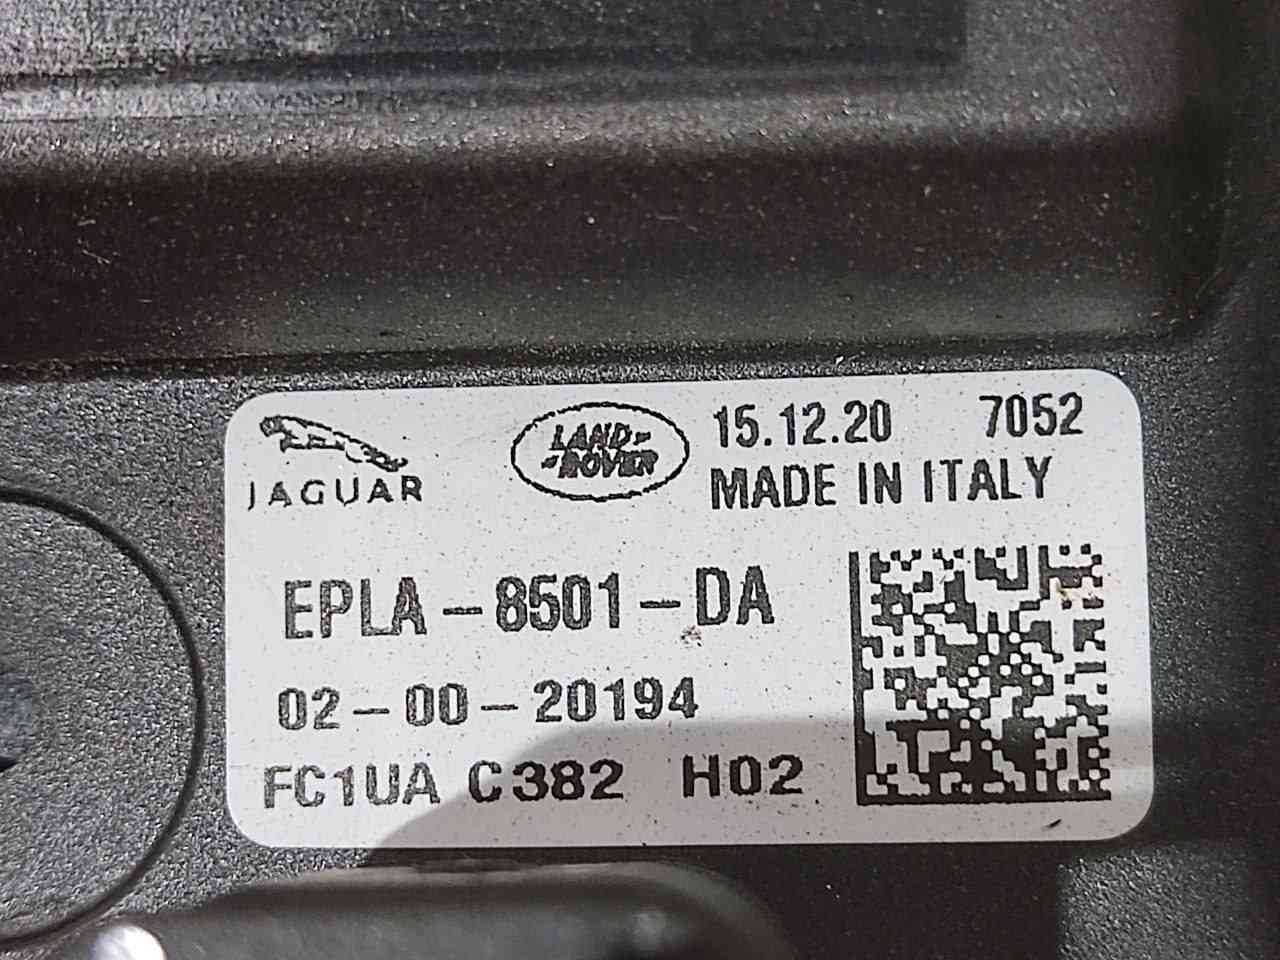 JAGUAR
LAND-
-ROVER
15.12.20 7052
MADE IN ITALY
EPLA-8501-DA
02-00-20194
FC1UA C382 H02